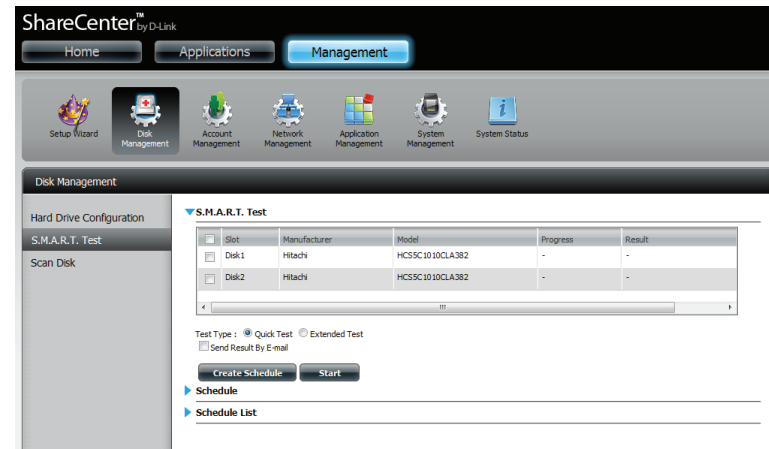 ShareCenter™ by D-Link
Home Applications Management
Setup Wizard Disk Management Account Management Network Management Application Management System Management System Status
Disk Management
Hard Drive Configuration
S.M.A.R.T. Test
Scan Disk
S.M.A.R.T. Test
Slot Manufacturer Model Progress Result
Disk1 Hitachi HCS5C1010CLA382 - -
Disk2 Hitachi HCS5C1010CLA382 - -
Test Type : Quick Test Extended Test
Send Result By E-mail
Create Schedule Start
Schedule
Schedule List